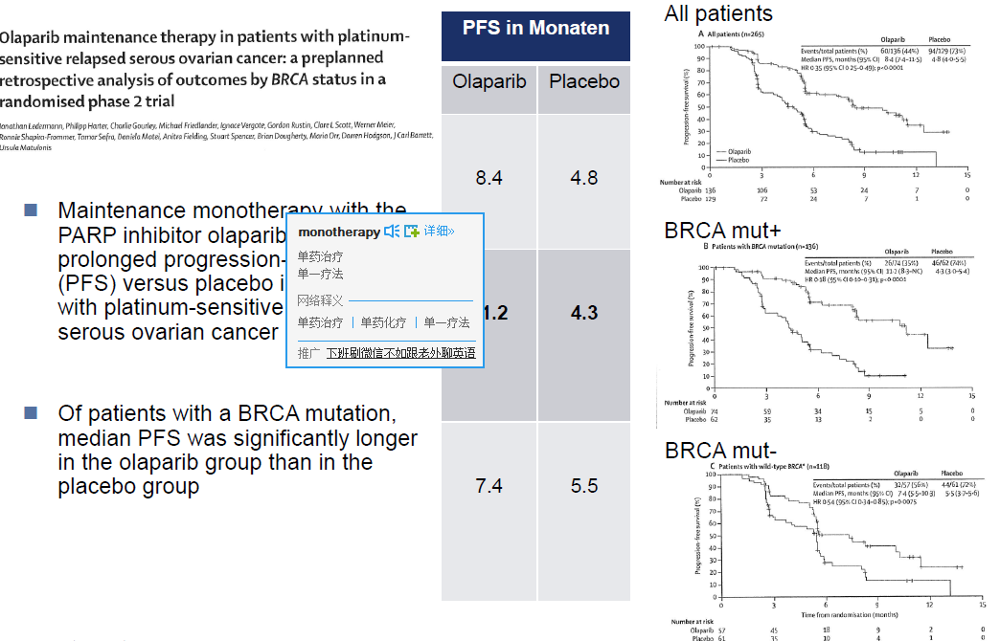 Olaparib maintenance therapy in patients with platinum-
sensitive relapsed serous ovarian cancer: a preplanned
retrospective analysis of outcomes by BRCA status in a
randomised phase 2 trial
Jonathan Ledermann, Philipp Harter, Charlie Gourley, Michael Friedlander, Ignace Vergote, Gordon Rustin, Clare L Scott, Werner Meier,
Ronnie Shapira-Frommer, Tamar Safra, Daniela Matei, Anitra Fielding, Stuart Spencer, Brian Dougherty, Maria Orr, Darren Hodgson, J Carl Barrett,
Ursula Matulonis
Maintenance monotherapy with the
PARP inhibitor olaparib
prolonged progression-
(PFS) versus placebo i
with platinum-sensitive
serous ovarian cancer
Of patients with a BRCA mutation,
median PFS was significantly longer
in the olaparib group than in the
placebo group
monotherapy 详细»
单药治疗
单一疗法
网络释义
单药治疗 | 单药化疗 | 单一疗法
推广 下班刷微信不如跟老外聊英语
PFS in Monaten
Olaparib Placebo
8.4 4.8
1.2 4.3
7.4 5.5
All patients
A All patients (n=265)
Olaparib Placebo
Events/total patients (%) 60/136 (44%) 94/129 (73%)
Median PFS, months (95% CI) 8·4 (7·4–11·5) 4·8 (4·0–5·5)
HR 0·35 (95% CI 0·25–0·49); p<0·0001
Progression-free survival (%)
100
90
80
70
60
50
40
30
20
10
0
Olaparib
Placebo
0 3 6 9 12 15
Number at risk
Olaparib 136 106 53 24 7 0
Placebo 129 72 24 7 1 0
BRCA mut+
B Patients with BRCA mutation (n=136)
Olaparib Placebo
Events/total patients (%) 26/74 (35%) 46/62 (74%)
Median PFS, months (95% CI) 11·2 (8·3–NC) 4·3 (3·0–5·4)
HR 0·18 (95% CI 0·10–0·31); p<0·0001
Progression-free survival (%)
100
90
80
70
60
50
40
30
20
10
0
0 3 6 9 12 15
Number at risk
Olaparib 74 59 34 15 5 0
Placebo 62 35 13 2 0 0
BRCA mut-
C Patients with wild-type BRCA* (n=118)
Olaparib Placebo
Events/total patients (%) 32/57 (56%) 44/61 (72%)
Median PFS, months (95% CI) 7·4 (5·5–10·3) 5·5 (3·7–5·6)
HR 0·54 (95% CI 0·34–0·85); p=0·0075
Progression-free survival (%)
100
90
80
70
60
50
40
30
20
10
0
0 3 6 9 12 15
Time from randomisation (months)
Number at risk
Olaparib 57 45 18 9 2 0
Placebo 61 35 10 4 1 0